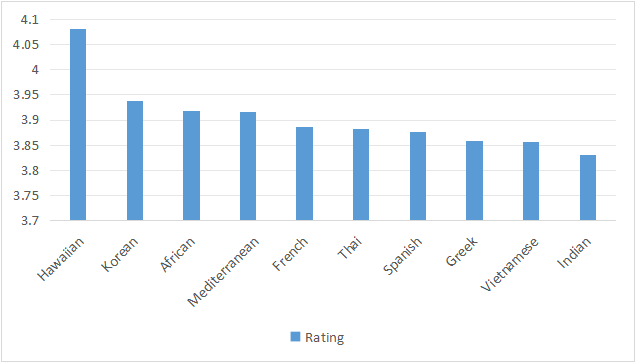 4.1
4.05
4
3.95
3.9
3.85
3.8
3.75
3.7
Hawaiian
Korean
African
Mediterranean
French
Thai
Spanish
Greek
Vietnamese
Indian
Rating